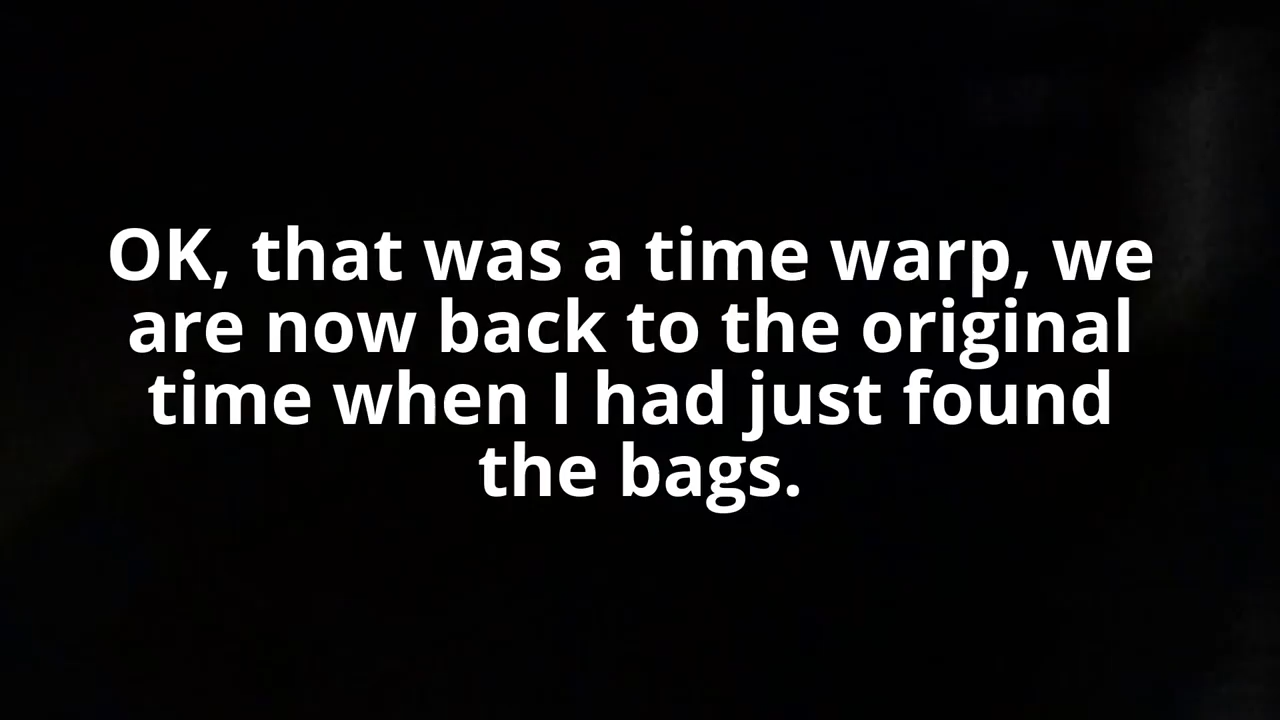 OK, that was a time warp, we
are now back to the original
time when I had just found
the bags.